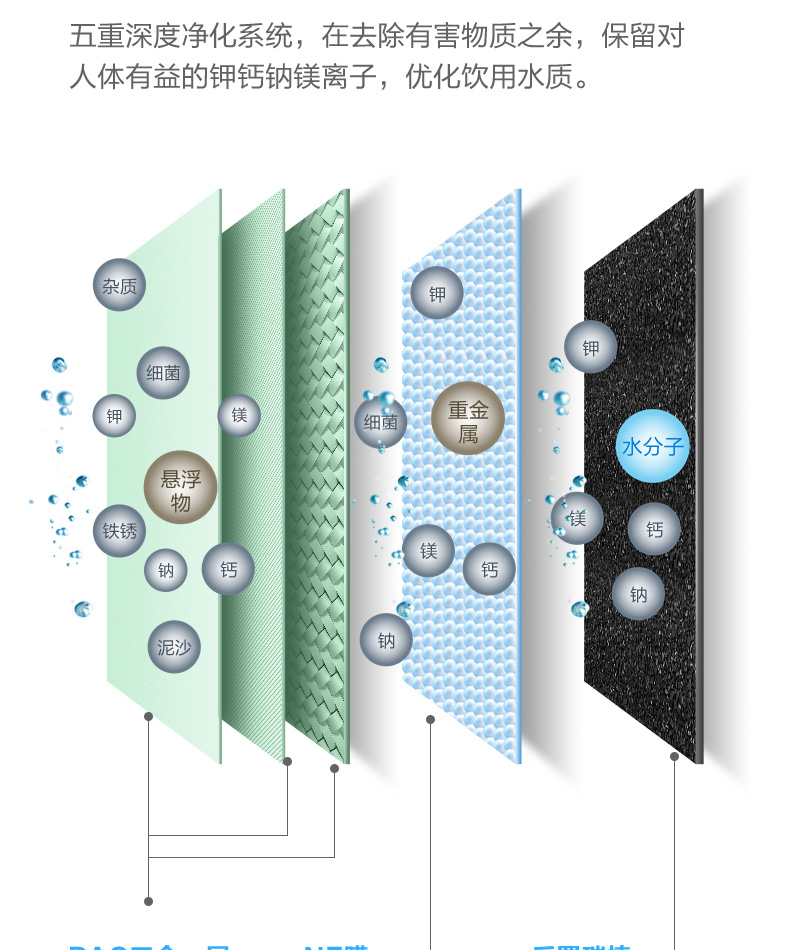 五重深度净化系统，在去除有害物质之余，保留对
人体有益的钾钙钠镁离子，优化饮用水质。
杂质
细菌
钾
镁
悬浮
物
铁锈
钠
钙
泥沙
钾
细菌
重金
属
镁
钙
钠
钾
水分子
镁
钙
钠